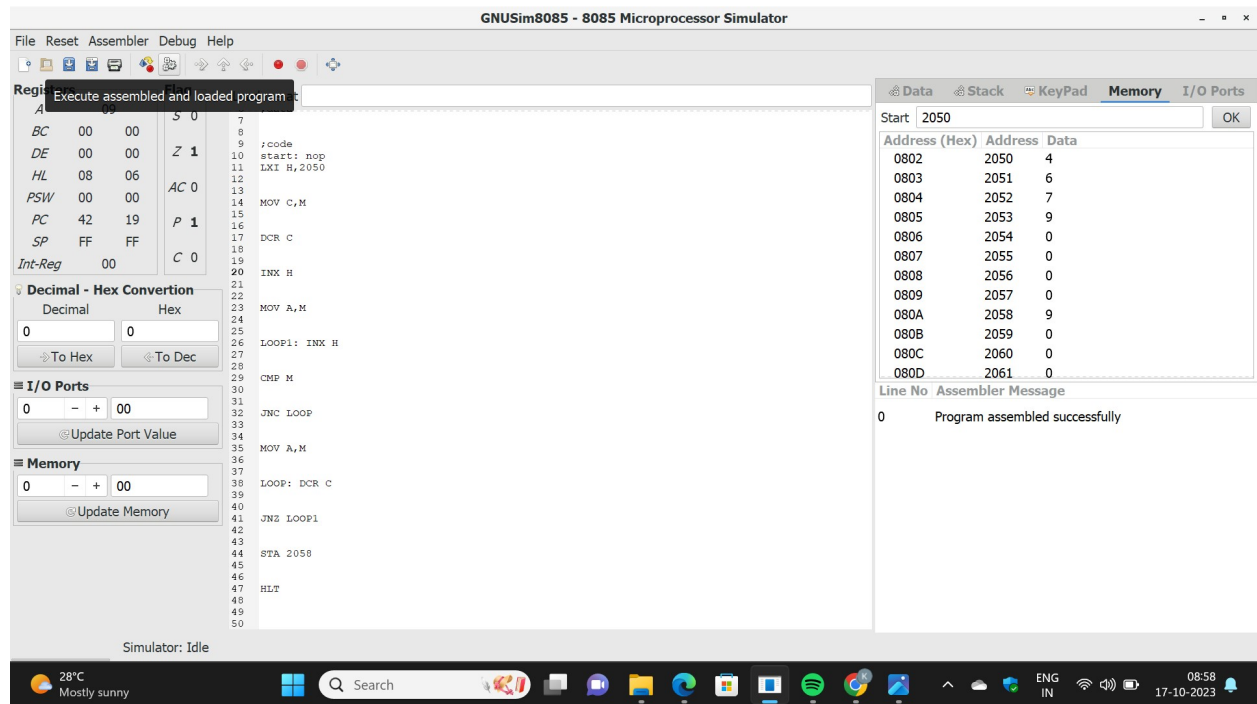 GNUSim8085 - 8085 Microprocessor Simulator
File Reset Assembler Debug Help
Registers
Flag
Execute assembled and loaded program
A 09
BC 00 00
DE 00 00
HL 08 06
PSW 00 00
PC 42 19
SP FF FF
Int-Reg 00
S 0
Z 1
AC 0
P 1
C 0
Decimal - Hex Convertion
Decimal Hex
0 0
To Hex To Dec
I/O Ports
0 - + 00
Update Port Value
Memory
0 - + 00
Update Memory
7
8
9 ;code
10 start: nop
11 LXI H,2050
12
13
14 MOV C,M
15
16
17 DCR C
18
19
20 INX H
21
22
23 MOV A,M
24
25
26 LOOP1: INX H
27
28
29 CMP M
30
31
32 JNC LOOP
33
34
35 MOV A,M
36
37
38 LOOP: DCR C
39
40
41 JNZ LOOP1
42
43
44 STA 2058
45
46
47 HLT
48
49
50
Data Stack KeyPad Memory I/O Ports
Start 2050 OK
Address (Hex) Address Data
0802 2050 4
0803 2051 6
0804 2052 7
0805 2053 9
0806 2054 0
0807 2055 0
0808 2056 0
0809 2057 0
080A 2058 9
080B 2059 0
080C 2060 0
080D 2061 0
Line No Assembler Message
0 Program assembled successfully
Simulator: Idle
28°C
Mostly sunny
Search
ENG
IN
08:58
17-10-2023